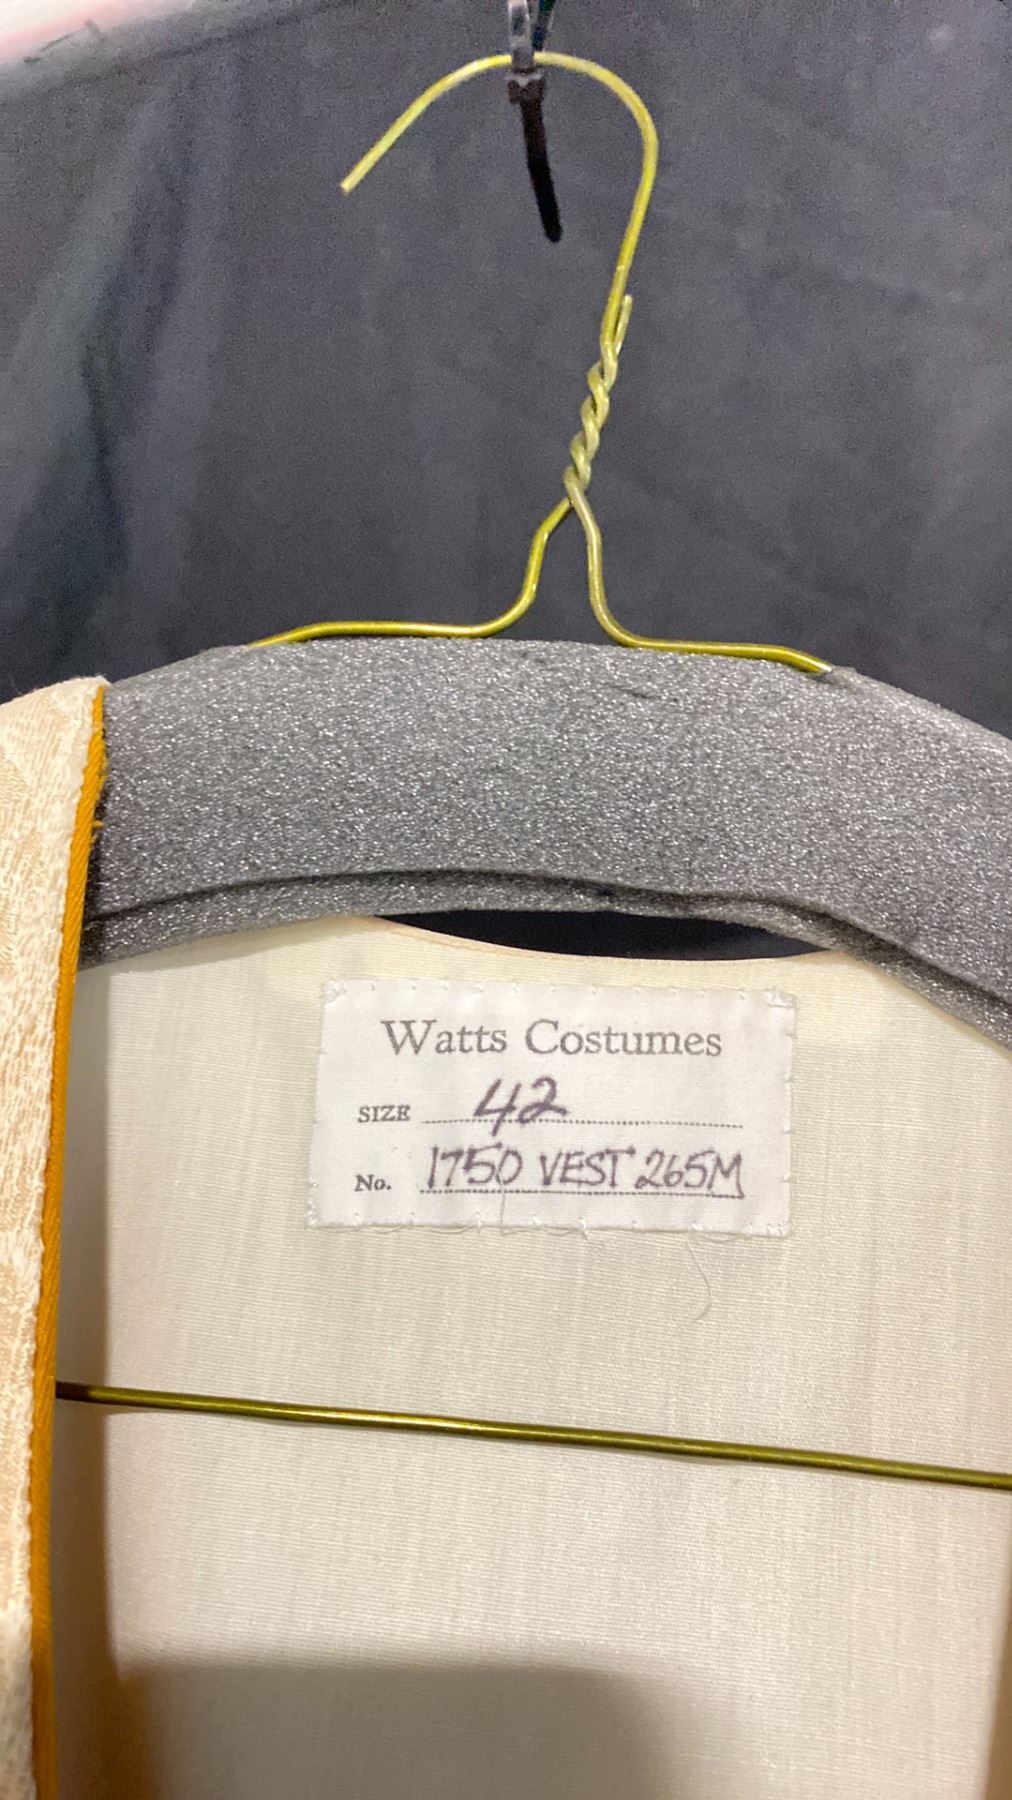 Watts Costumes
SIZE 42
No. 1750 VEST 265M